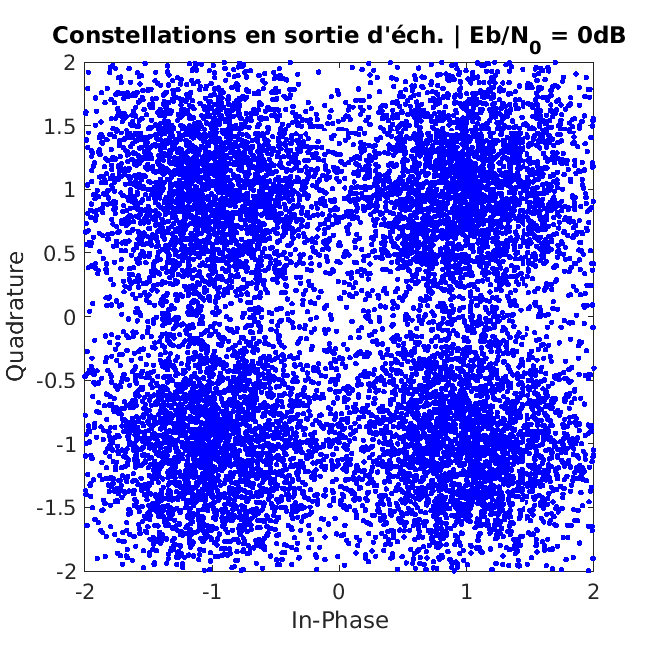 Constellations en sortie d'éch. | Eb/N0 = 0dB
2
1.5
1
0.5
0
-0.5
-1
-1.5
-2
Quadrature
-2 -1 0 1 2
In-Phase